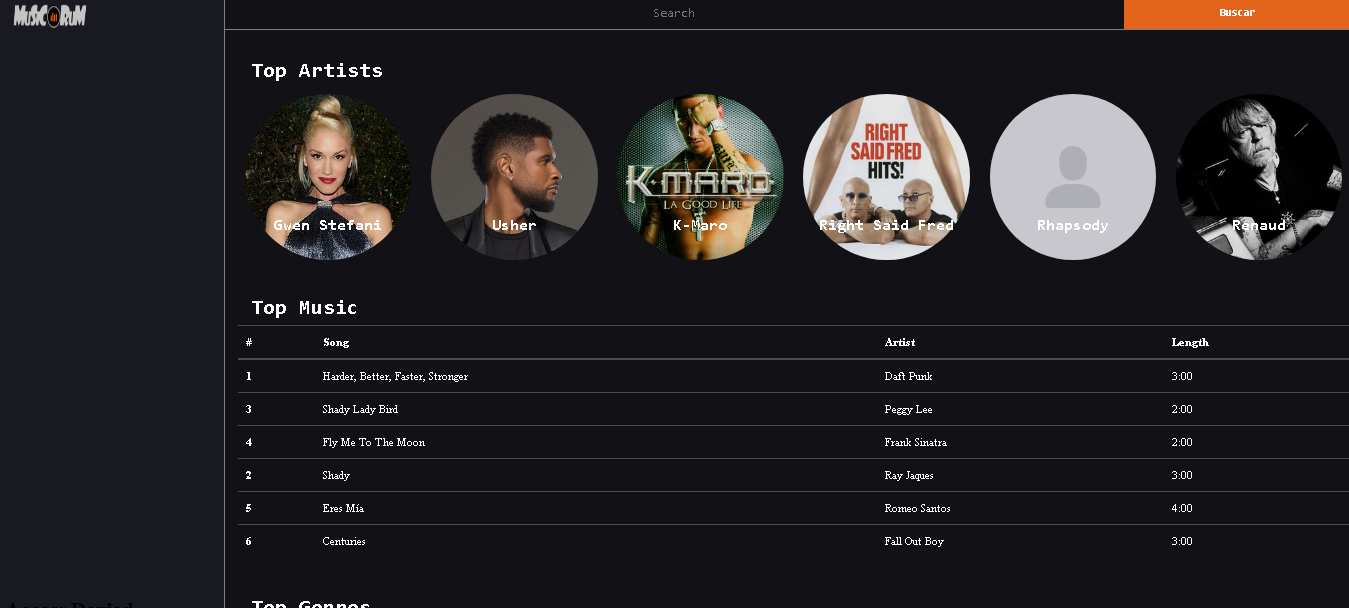 MUSICORUM
Search
Buscar
Top Artists
K·MARO
LA GOOD LIFE
RIGHT
SAID FRED
HITS!
Gwen Stefani
Usher
K-Maro
Right Said Fred
Rhapsody
Renaud
Top Music
# Song Artist Length
1 Harder, Better, Faster, Stronger Daft Punk 3:00
3 Shady Lady Bird Peggy Lee 2:00
4 Fly Me To The Moon Frank Sinatra 2:00
2 Shady Ray Jaques 3:00
5 Eres Mía Romeo Santos 4:00
6 Centuries Fall Out Boy 3:00
Top Genres
Access Denied